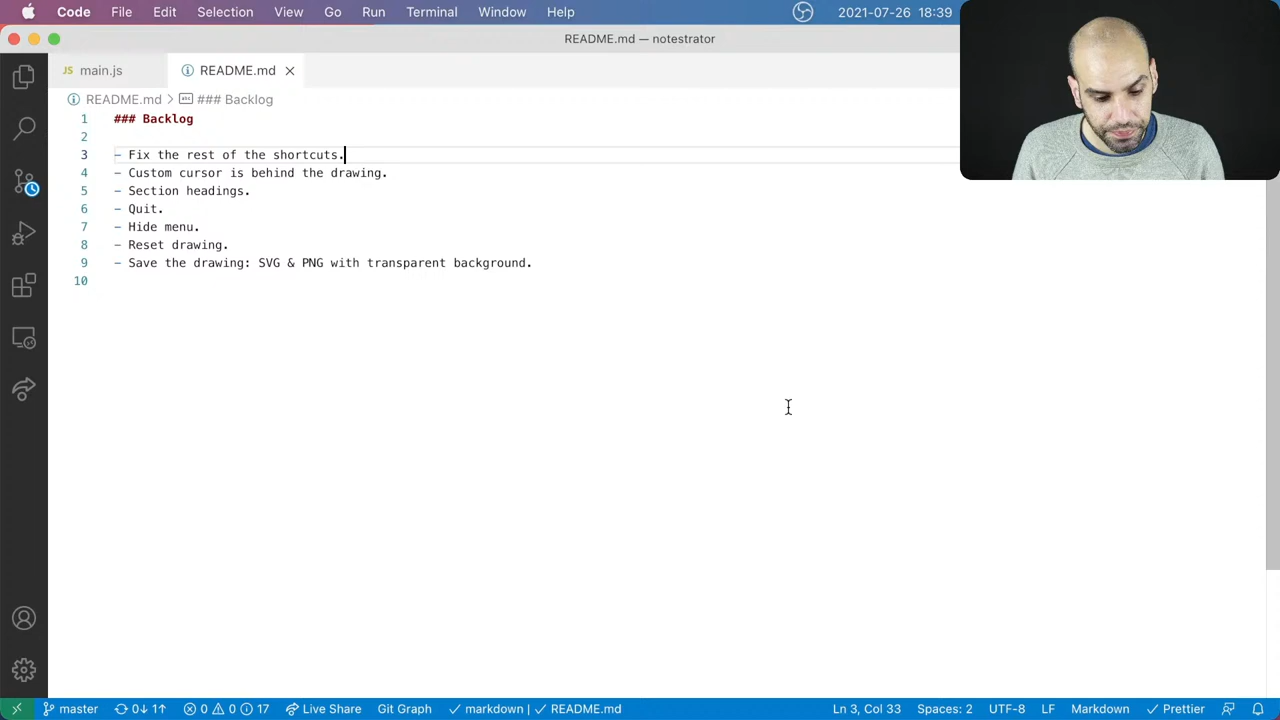 Code File Edit Selection View Go Run Terminal Window Help 2021-07-26 18:39
README.md — notestrator
JS main.js README.md
README.md > abc ### Backlog
1 ### Backlog
2
3 - Fix the rest of the shortcuts.
4 - Custom cursor is behind the drawing.
5 - Section headings.
6 - Quit.
7 - Hide menu.
8 - Reset drawing.
9 - Save the drawing: SVG & PNG with transparent background.
10
master 0↓ 1↑ 0 0 17 Live Share Git Graph markdown | README.md Ln 3, Col 33 Spaces: 2 UTF-8 LF Markdown Prettier